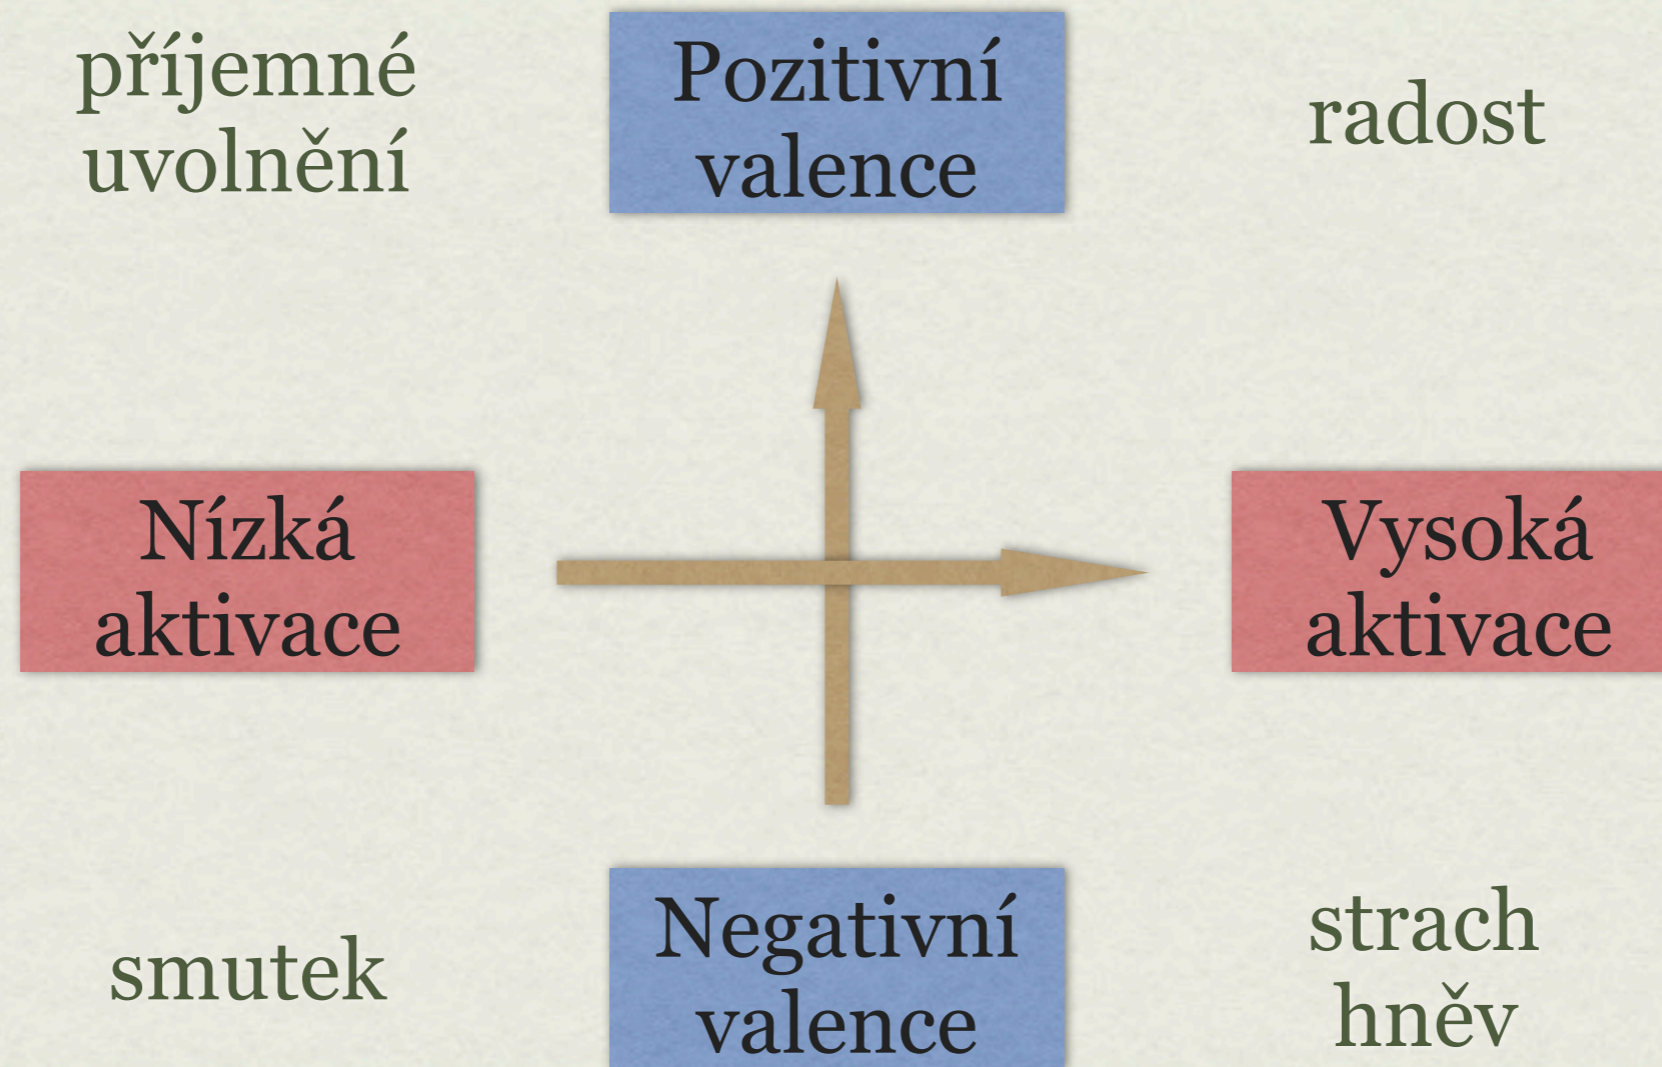 příjemné
uvolnění
Pozitivní
valence
radost
Nízká
aktivace
Vysoká
aktivace
smutek
Negativní
valence
strach
hněv